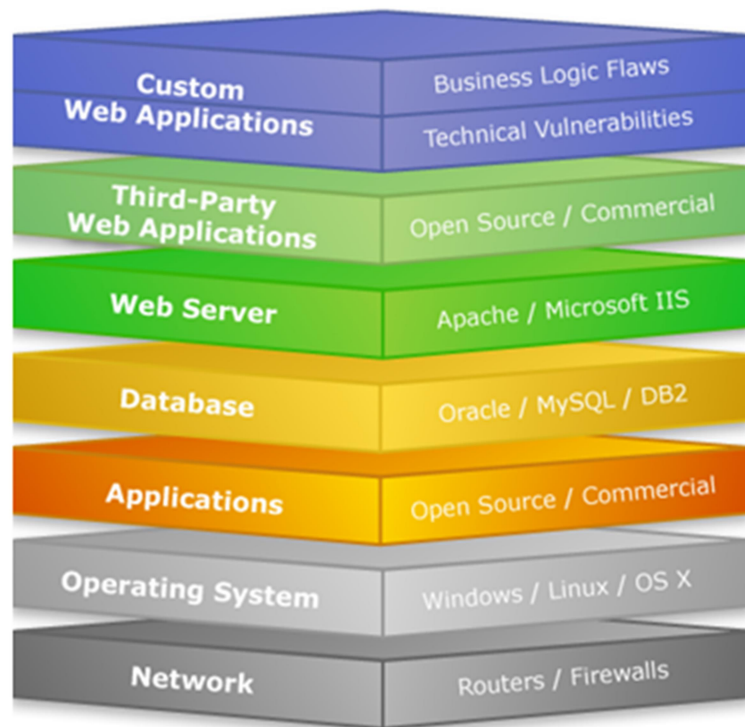 Custom
Web Applications
Business Logic Flaws
Technical Vulnerabilities
Third-Party
Web Applications
Open Source / Commercial
Web Server
Apache / Microsoft IIS
Database
Oracle / MySQL / DB2
Applications
Open Source / Commercial
Operating System
Windows / Linux / OS X
Network
Routers / Firewalls